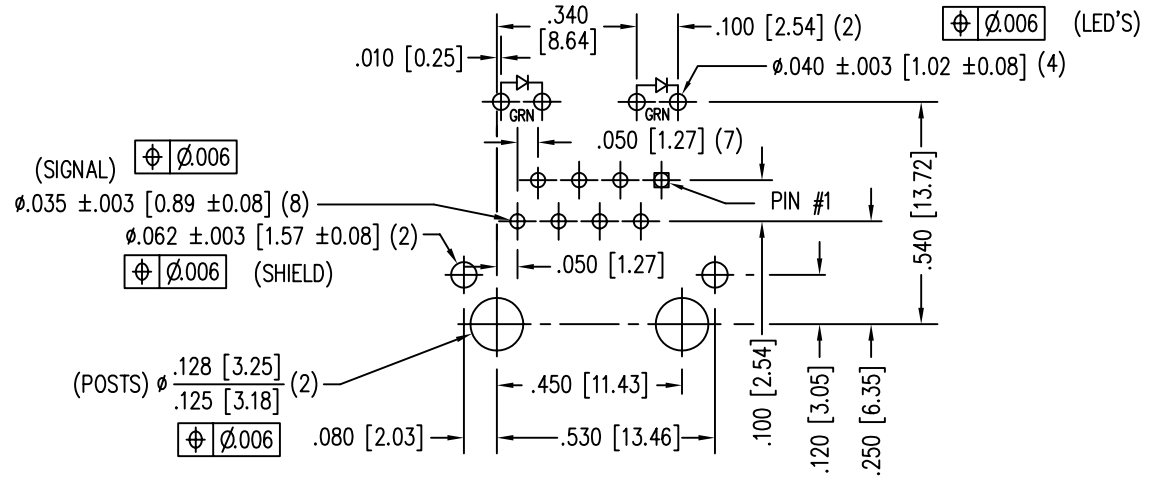 .340
[8.64]
.100 [2.54] (2)
⌖ Ø.006 (LED'S)
.010 [0.25]
ø.040 ±.003 [1.02 ±0.08] (4)
GRN
GRN
.050 [1.27] (7)
(SIGNAL) ⌖ Ø.006
ø.035 ±.003 [0.89 ±0.08] (8)
PIN #1
.540 [13.72]
ø.062 ±.003 [1.57 ±0.08] (2)
⌖ Ø.006 (SHIELD)
.050 [1.27]
(POSTS) ø .128 [3.25]
.125 [3.18] (2)
⌖ Ø.006
.450 [11.43]
.080 [2.03]
.530 [13.46]
.100 [2.54]
.120 [3.05]
.250 [6.35]